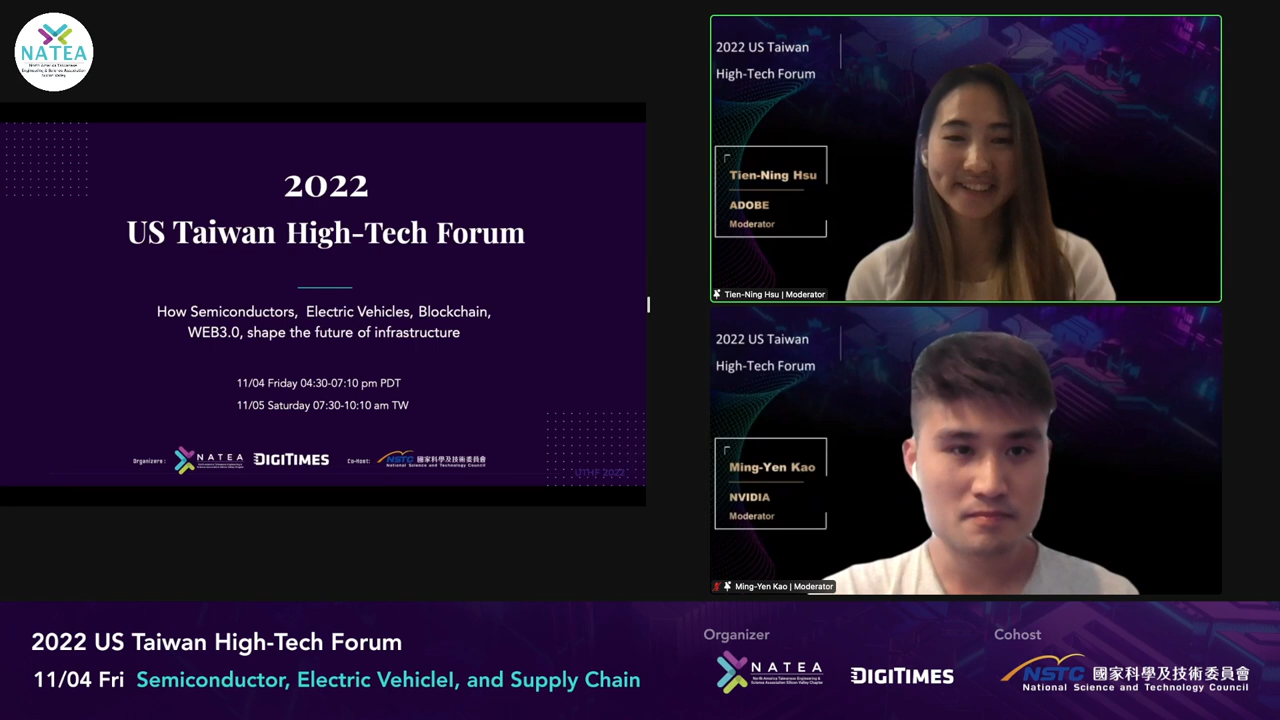 NATEA
North America Taiwanese
Engineering & Science Association
2022
US Taiwan High-Tech Forum
How Semiconductors, Electric Vehicles, Blockchain,
WEB3.0, shape the future of infrastructure
11/04 Friday 04:30-07:10 pm PDT
11/05 Saturday 07:30-10:10 am TW
Organizers:
NATEA
DIGITIMES
Co-Host:
NSTC 國家科學及技術委員會
National Science and Technology Council
UTHF 2022
2022 US Taiwan
High-Tech Forum
Tien-Ning Hsu
ADOBE
Moderator
Tien-Ning Hsu | Moderator
2022 US Taiwan
High-Tech Forum
Ming-Yen Kao
NVIDIA
Moderator
Ming-Yen Kao | Moderator
2022 US Taiwan High-Tech Forum
11/04 Fri Semiconductor, Electric Vehiclel, and Supply Chain
Organizer
NATEA
North America Taiwanese Engineering &
Science Association Silicon Valley Chapter
DIGITIMES
Cohost
NSTC 國家科學及技術委員會
National Science and Technology Council